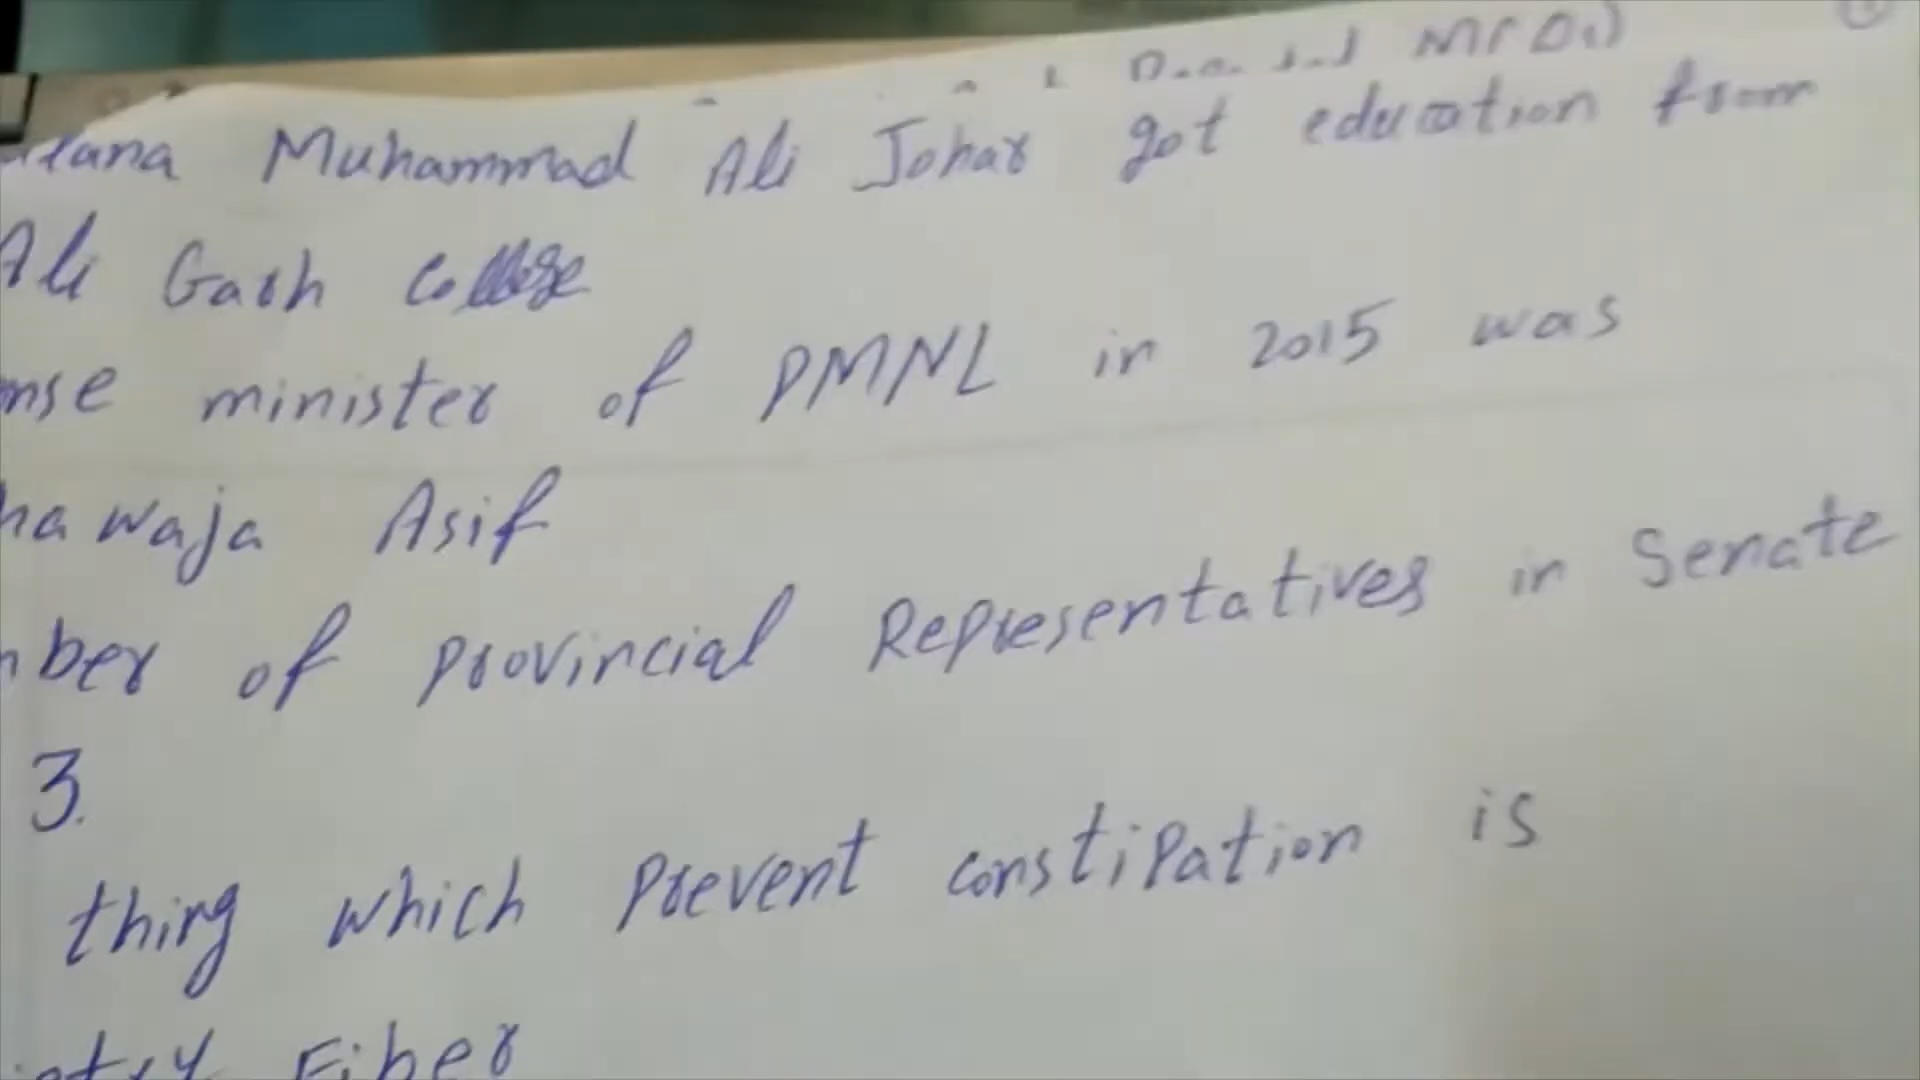 Muhammad Ali Johar got education from
Ali Garh College
minister of PMNL in 2015 was
Asif
of provincial Representatives in Senate
3.
thing which prevent constipation is
Fiber